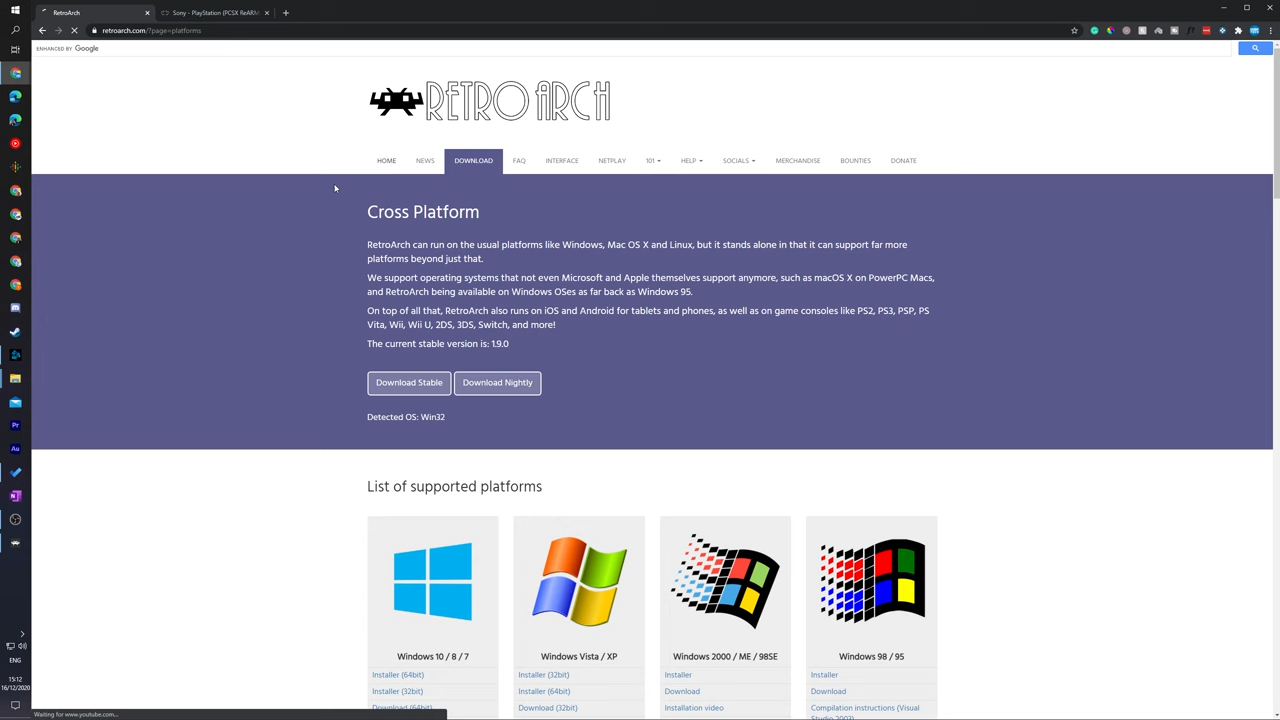 RetroArch
Sony - PlayStation (PCSX ReARM
retroarch.com/?page=platforms
ENHANCED BY Google
RETROARCH
HOME NEWS DOWNLOAD FAQ INTERFACE NETPLAY 101 HELP SOCIALS MERCHANDISE BOUNTIES DONATE
Cross Platform
RetroArch can run on the usual platforms like Windows, Mac OS X and Linux, but it stands alone in that it can support far more
platforms beyond just that.
We support operating systems that not even Microsoft and Apple themselves support anymore, such as macOS X on PowerPC Macs,
and RetroArch being available on Windows OSes as far back as Windows 95.
On top of all that, RetroArch also runs on iOS and Android for tablets and phones, as well as on game consoles like PS2, PS3, PSP, PS
Vita, Wii, Wii U, 2DS, 3DS, Switch, and more!
The current stable version is: 1.9.0
Download Stable Download Nightly
Detected OS: Win32
List of supported platforms
Windows 10 / 8 / 7
Installer (64bit)
Installer (32bit)
Download (64bit)
Windows Vista / XP
Installer (32bit)
Installer (64bit)
Download (32bit)
Windows 2000 / ME / 98SE
Installer
Download
Installation video
Windows 98 / 95
Installer
Download
Compilation instructions (Visual
Studio 2003)
Pr
Au
ENG
15:12
16/12/2020
Waiting for www.youtube.com...